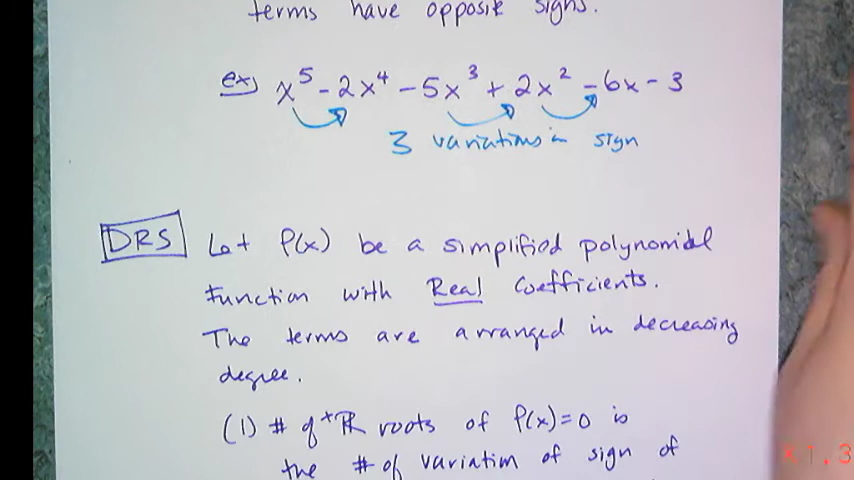 terms have opposite signs.
ex) x⁵ - 2x⁴ - 5x³ + 2x² - 6x - 3
3 variations in sign
DRS Let P(x) be a simplified polynomial
function with Real coefficients.
The terms are arranged in decreasing
degree.
(1) # of +ℝ roots of P(x)=0 is
the # of variation of sign of
x1.3